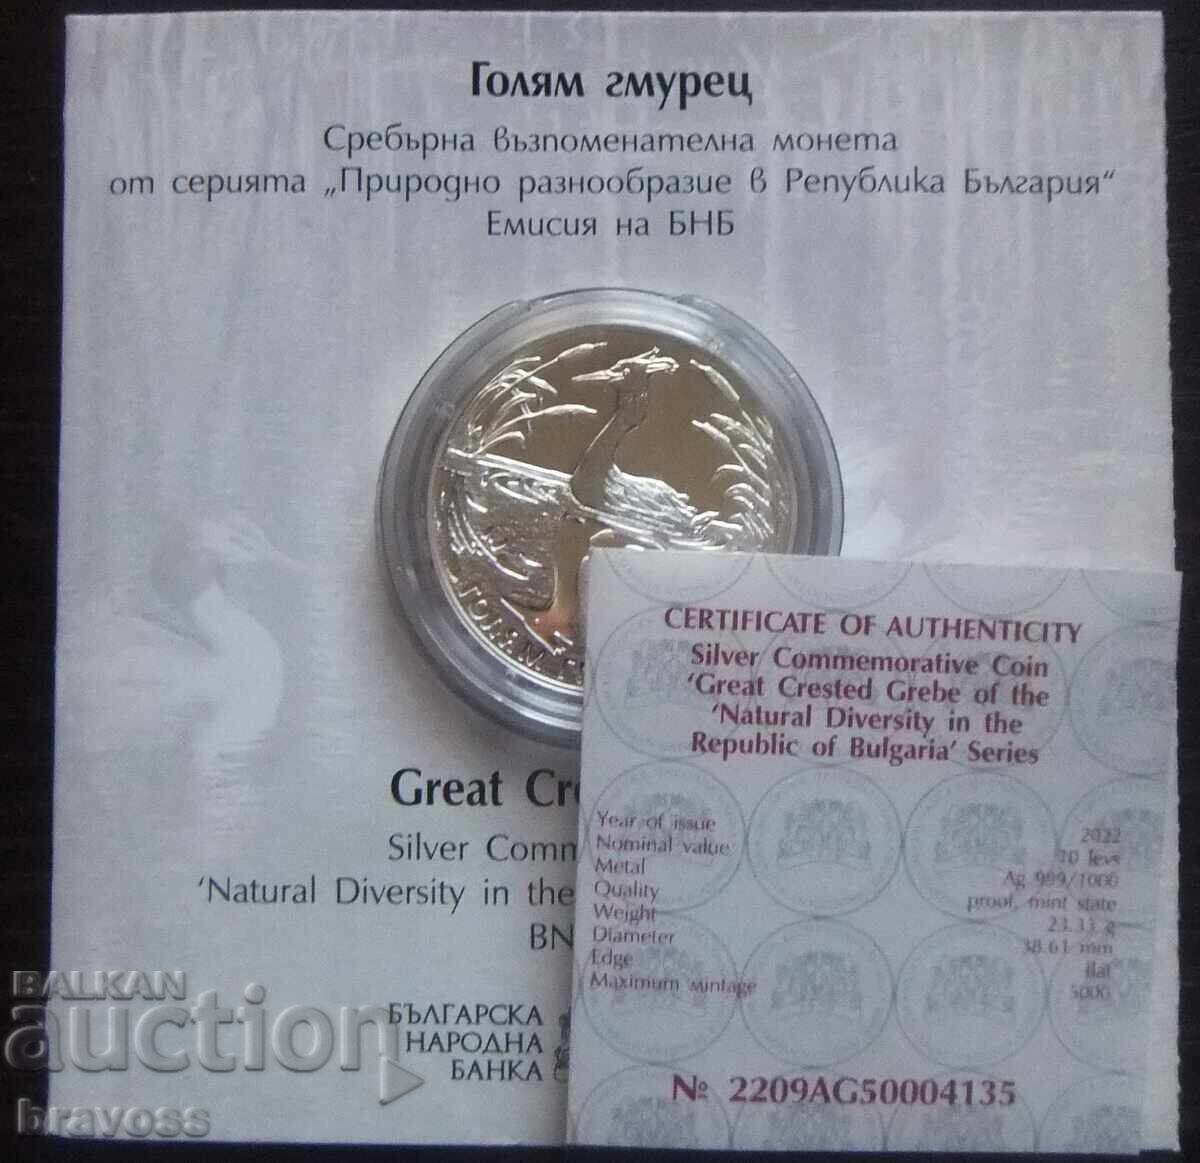 Голям гмурец
Сребърна възпоменателна монета
от серията „Природно разнообразие в Република България“
Емисия на БНБ
ГОЛЯМ
Great Cre
Silver Comm
'Natural Diversity in the
BN
БЪЛГАРСКА
НАРОДНА
БАНКА
CERTIFICATE OF AUTHENTICITY
Silver Commemorative Coin
'Great Crested Grebe of the
'Natural Diversity in the
Republic of Bulgaria' Series
Year of issue 2022
Nominal value 10 levs
Metal Ag 999/1000
Quality proof, mint state
Weight 23.33 g
Diameter 38.61 mm
Edge flat
Maximum mintage 5000
№ 2209AG50004135
BALKAN
auction
brayoss